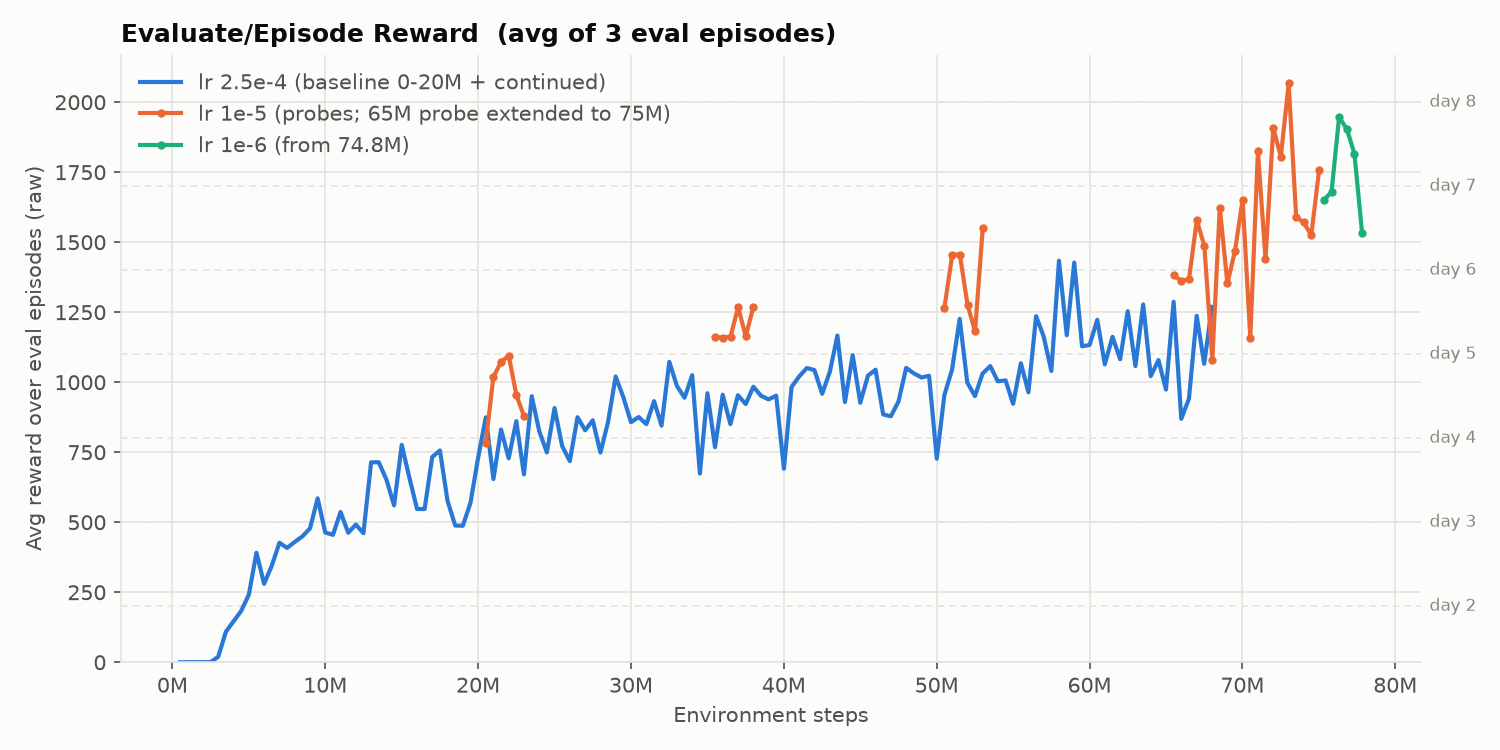 Evaluate/Episode Reward  (avg of 3 eval episodes)
lr 2.5e-4 (baseline 0-20M + continued)
lr 1e-5 (probes; 65M probe extended to 75M)
lr 1e-6 (from 74.8M)
Avg reward over eval episodes (raw)
2000
1750
1500
1250
1000
750
500
250
0
day 8
day 7
day 6
day 5
day 4
day 3
day 2
0M 10M 20M 30M 40M 50M 60M 70M 80M
Environment steps